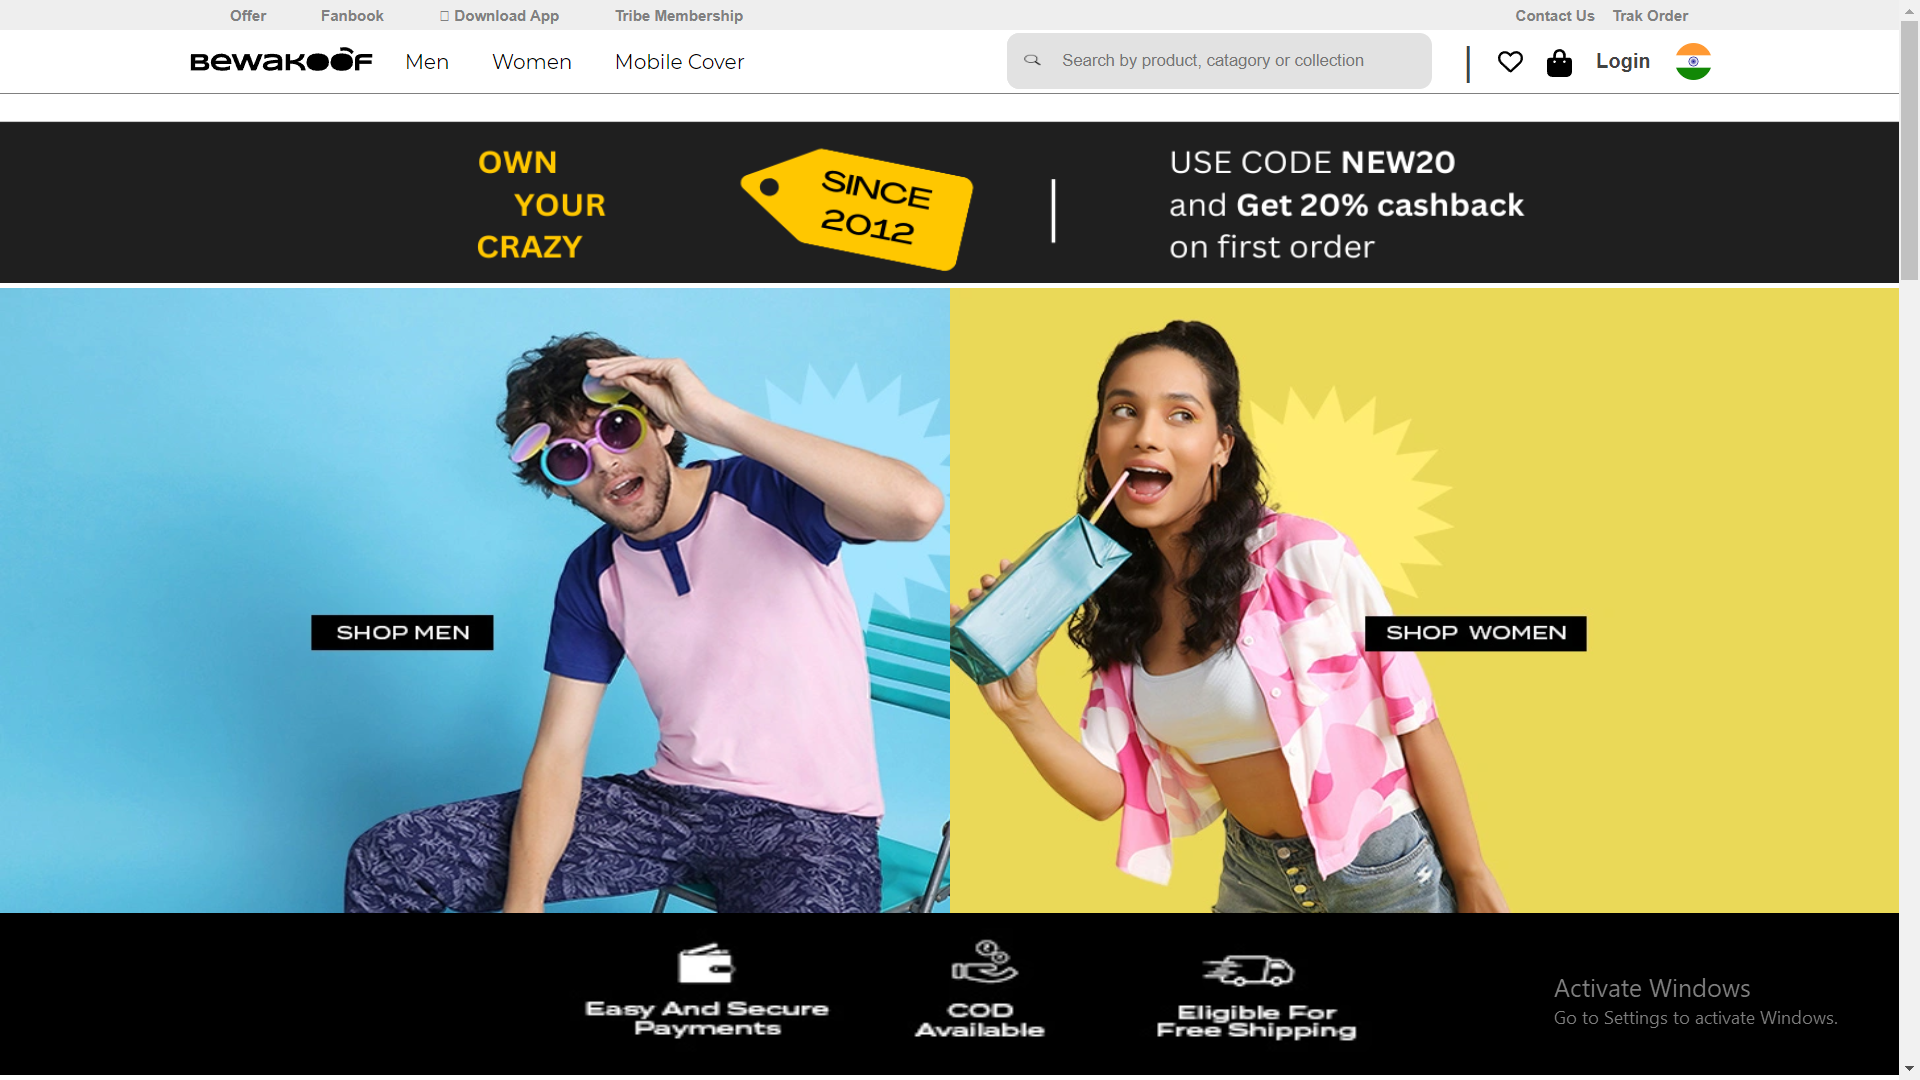 Offer
Fanbook
Download App
Tribe Membership
Contact Us
Trak Order
BEWAKOOF
Men
Women
Mobile Cover
Search by product, catagory or collection
Login
OWN
YOUR
CRAZY
SINCE
2012
USE CODE NEW20
and Get 20% cashback
on first order
SHOP MEN
SHOP WOMEN
Easy And Secure
Payments
COD
Available
Eligible For
Free Shipping
Activate Windows
Go to Settings to activate Windows.